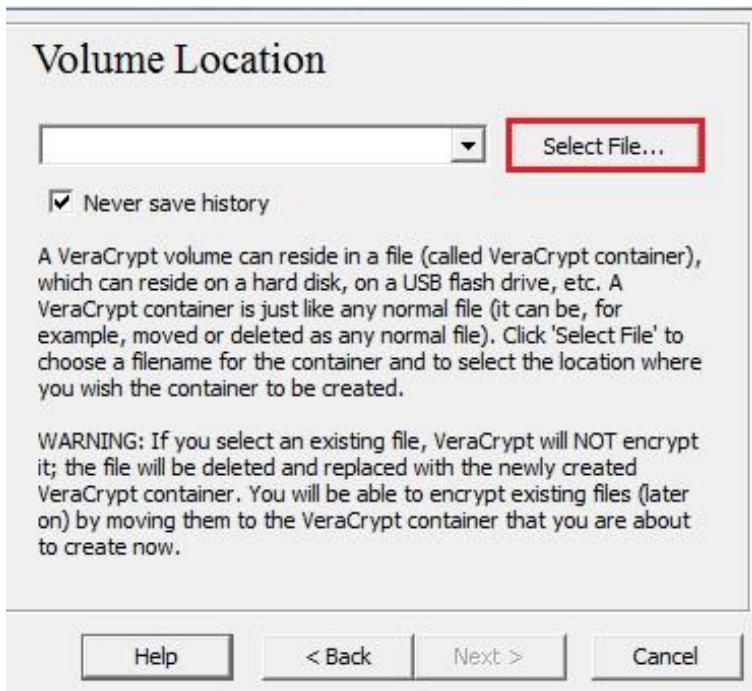 Volume Location
Select File...
Never save history
A VeraCrypt volume can reside in a file (called VeraCrypt container),
which can reside on a hard disk, on a USB flash drive, etc. A
VeraCrypt container is just like any normal file (it can be, for
example, moved or deleted as any normal file). Click 'Select File' to
choose a filename for the container and to select the location where
you wish the container to be created.
WARNING: If you select an existing file, VeraCrypt will NOT encrypt
it; the file will be deleted and replaced with the newly created
VeraCrypt container. You will be able to encrypt existing files (later
on) by moving them to the VeraCrypt container that you are about
to create now.
Help < Back Next > Cancel